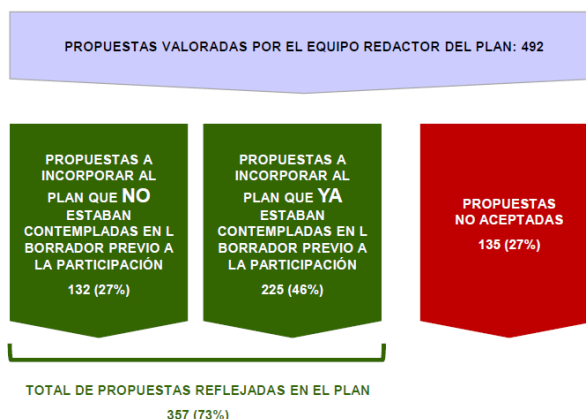 PROPUESTAS VALORADAS POR EL EQUIPO REDACTOR DEL PLAN: 492
PROPUESTAS A
INCORPORAR AL
PLAN QUE NO
ESTABAN
CONTEMPLADAS EN L
BORRADOR PREVIO A
LA PARTICIPACIÓN
132 (27%)
PROPUESTAS A
INCORPORAR AL
PLAN QUE YA
ESTABAN
CONTEMPLADAS EN L
BORRADOR PREVIO A
LA PARTICIPACIÓN
225 (46%)
PROPUESTAS
NO ACEPTADAS
135 (27%)
TOTAL DE PROPUESTAS REFLEJADAS EN EL PLAN
357 (73%)